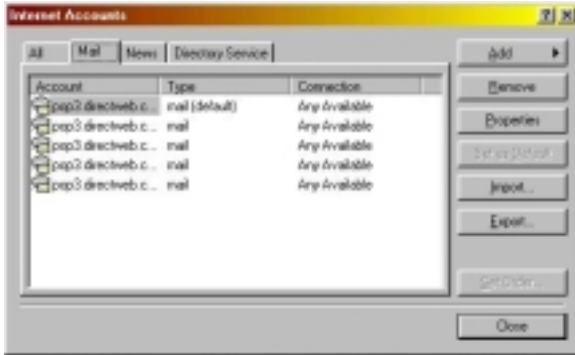 Internet Accounts
All Mail News Directory Service
Add
Remove
Properties
Set as Default
Import...
Export...
Set Order...
Close
Account Type Connection
pop3.directweb.c... mail (default) Any Available
pop3.directweb.c... mail Any Available
pop3.directweb.c... mail Any Available
pop3.directweb.c... mail Any Available
pop3.directweb.c... mail Any Available